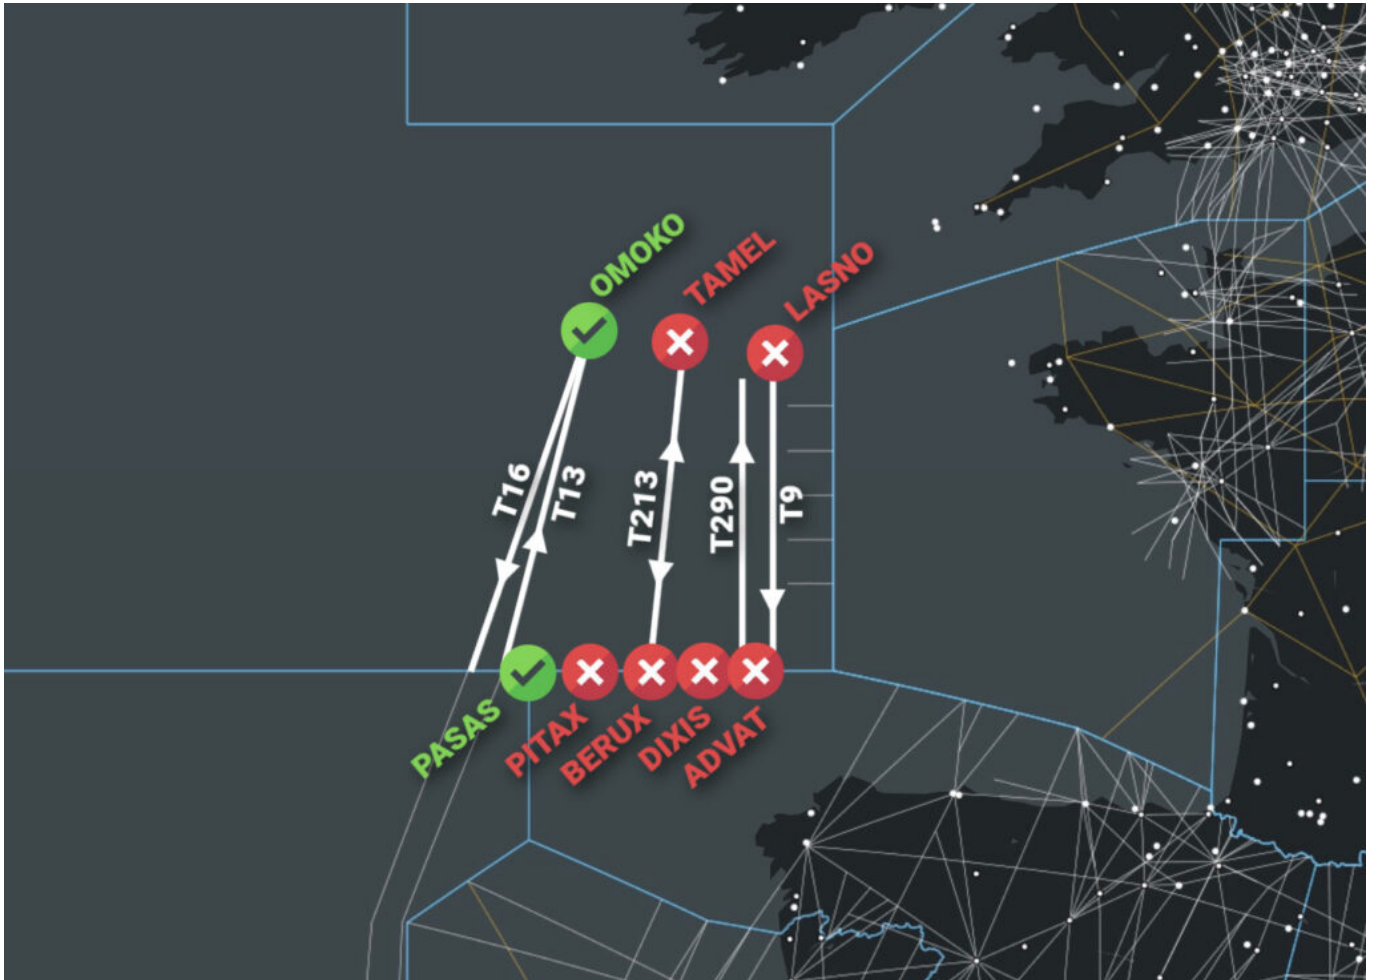 OMOKO
TAMEL
LASNO
T16
T13
T213
T290
T9
PASAS
PITAX
BERUX
DIXIS
ADVAT